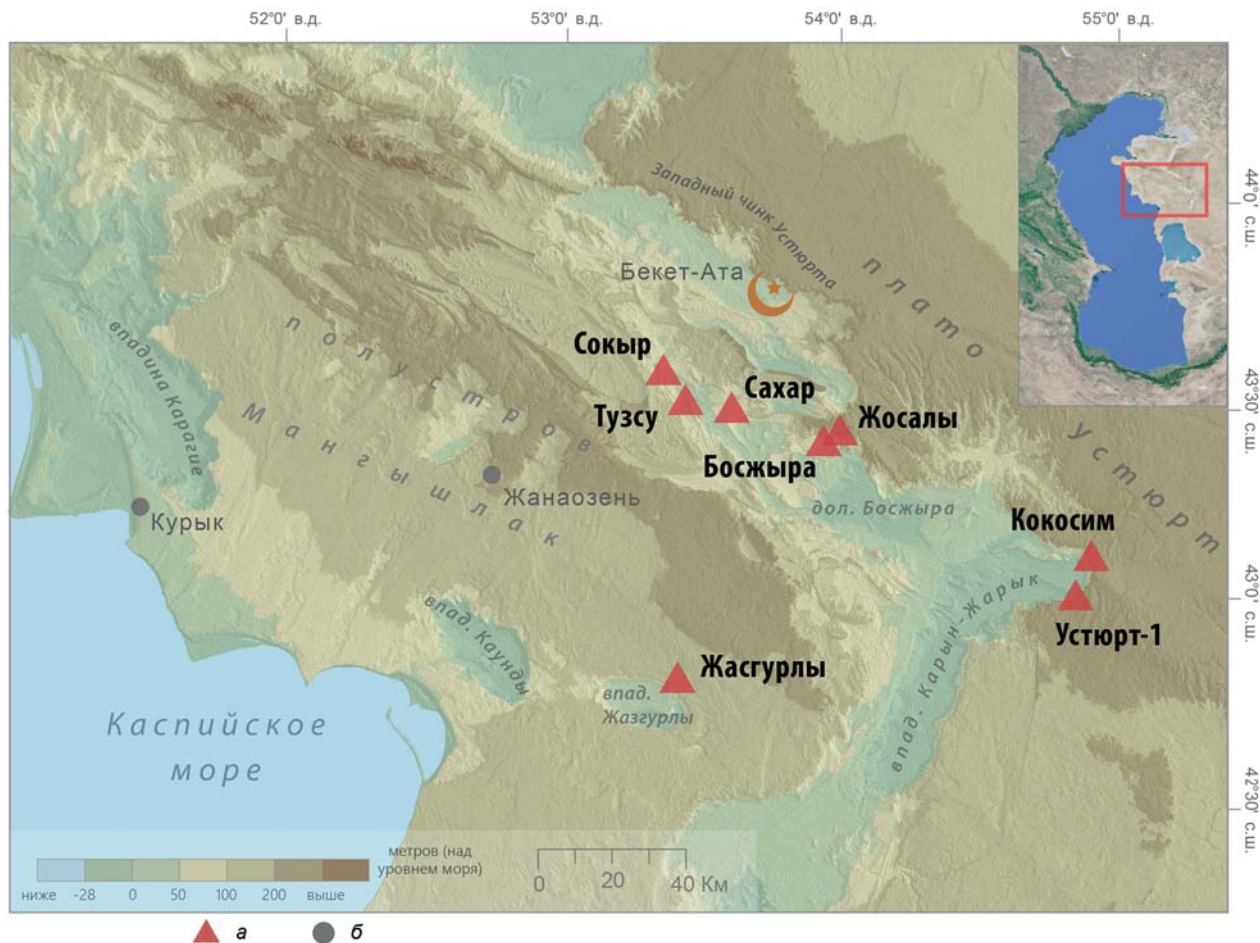 52°0' в.д.
53°0' в.д.
54°0' в.д.
55°0' в.д.
44°0' с.ш.
Западный чинк Устюрта
плато
Бекет-Ата
Сокыр
Сахар
43°30' с.ш.
впадина Карагие
полуостров
Тузсу
Жосалы
Мангышлак
Босжыра
Устюрт
Жанаозень
дол. Босжыра
Курык
Кокосим
43°0' с.ш.
впад. Карын-Жарык
впад. Каунды
Устюрт-1
Жасгурлы
впад.
Жазгурлы
Каспийское
море
42°30' с.ш.
метров (над
уровнем моря)
ниже -28 0 50 100 200 выше
0 20 40 Км
а б